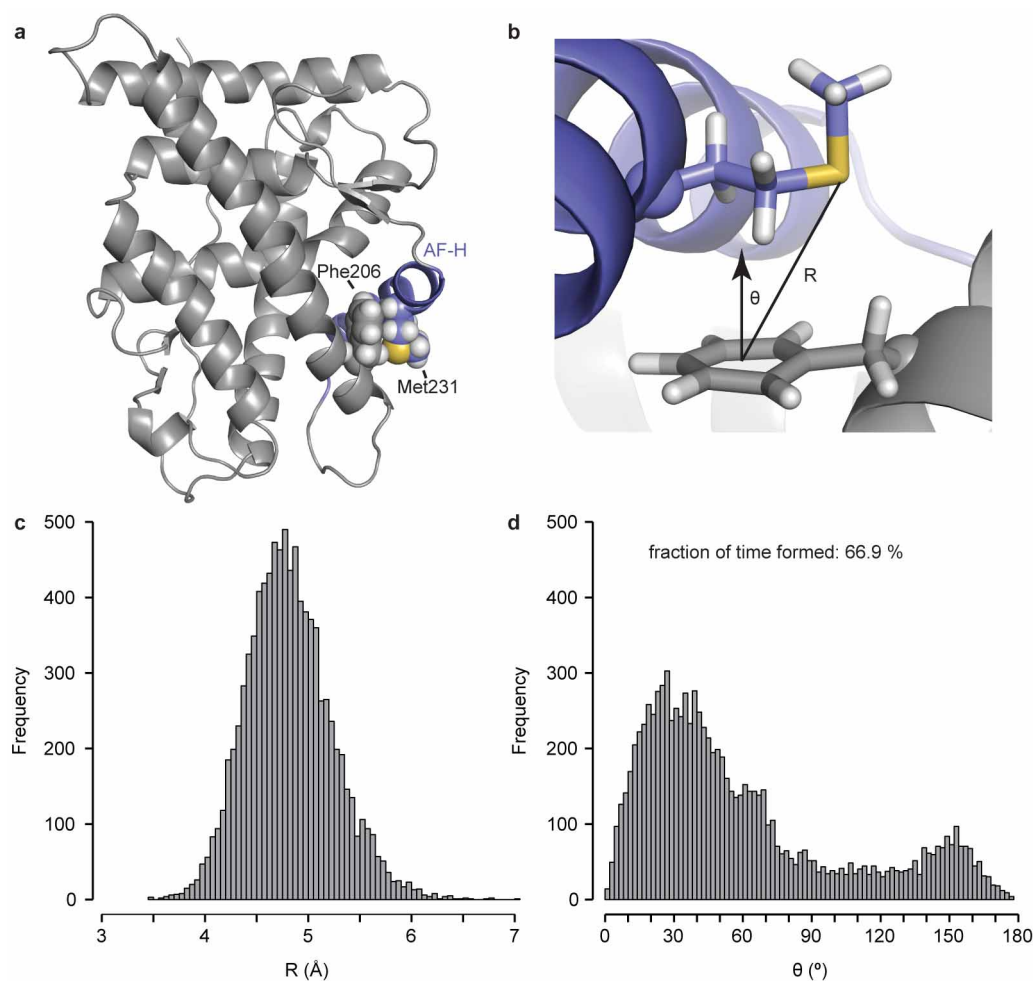 a
AF-H
Phe206
Met231
b
θ
R
c
500
400
300
200
100
0
Frequency
3 4 5 6 7
R (Å)
d
fraction of time formed: 66.9 %
500
400
300
200
100
0
Frequency
0 30 60 90 120 150 180
θ (º)